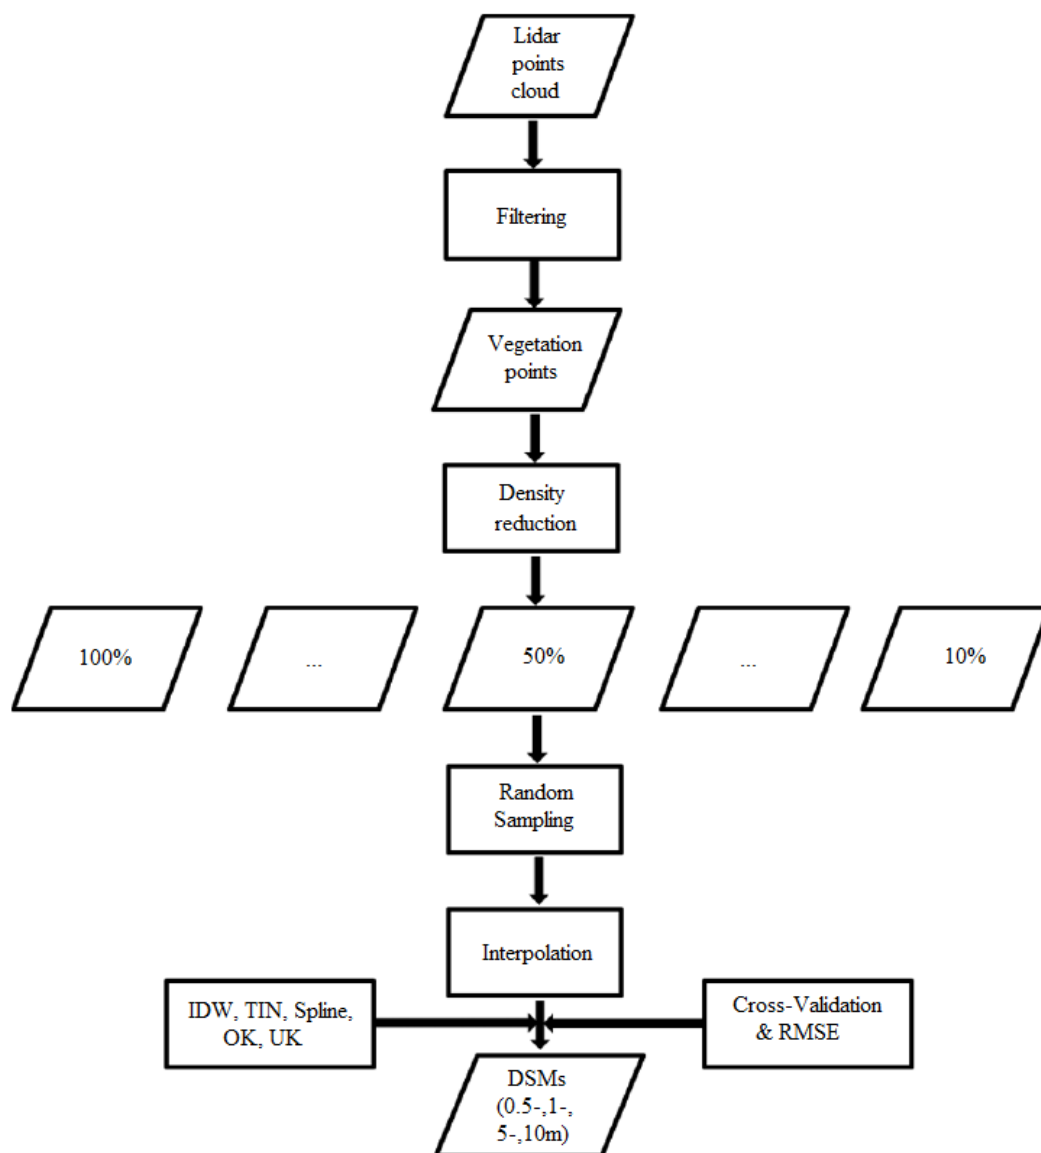 Lidar
points
cloud
Filtering
Vegetation
points
Density
reduction
100%
...
50%
...
10%
Random
Sampling
Interpolation
IDW, TIN, Spline,
OK, UK
Cross-Validation
& RMSE
DSMs
(0.5-,1-,
5-,10m)